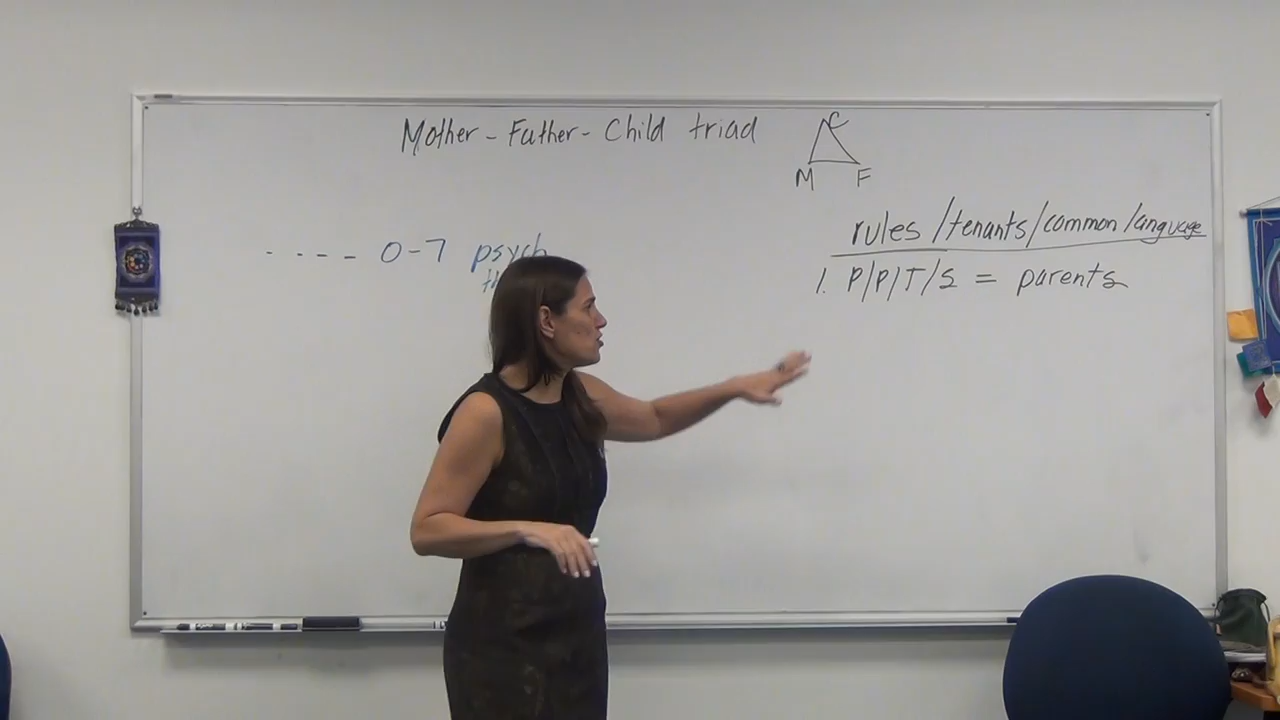 Mother - Father - Child triad
C
M F
rules/tenants/common/language
.... 0-7 psych
1. P/P/T/S = parents